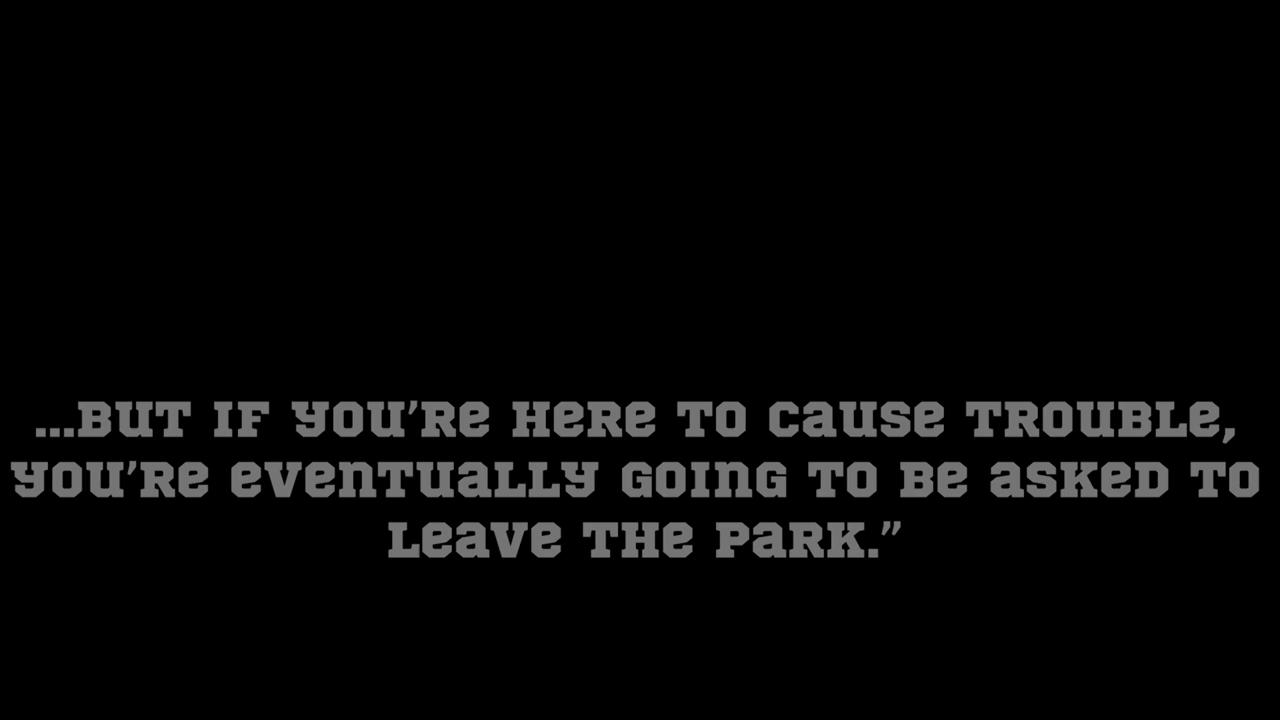 ...BUT IF YOU'RE HERE TO CAUSE TROUBLE,
YOU'RE EVENTUALLY GOING TO BE ASKED TO
LEAVE THE PARK.”